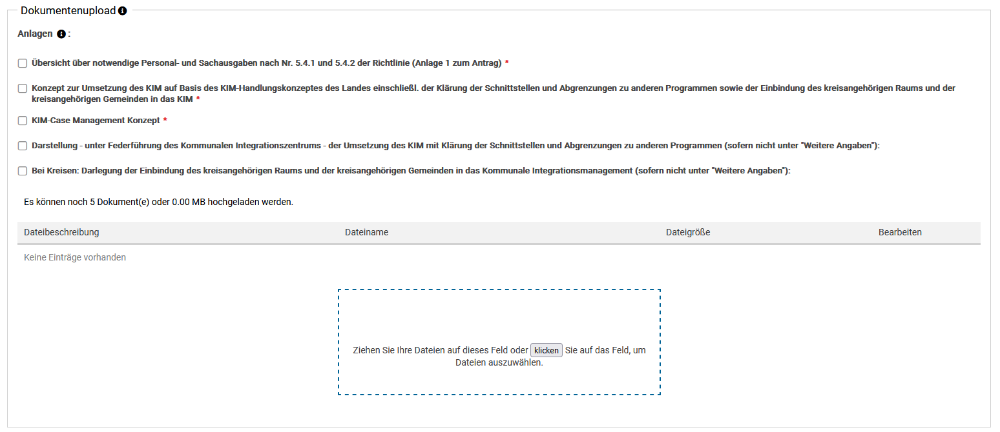 Dokumentenupload
Anlagen :
Übersicht über notwendige Personal- und Sachausgaben nach Nr. 5.4.1 und 5.4.2 der Richtlinie (Anlage 1 zum Antrag) *
Konzept zur Umsetzung des KIM auf Basis des KIM-Handlungskonzeptes des Landes einschließl. der Klärung der Schnittstellen und Abgrenzungen zu anderen Programmen sowie der Einbindung des kreisangehörigen Raums und der
kreisangehörigen Gemeinden in das KIM *
KIM-Case Management Konzept *
Darstellung - unter Federführung des Kommunalen Integrationszentrums - der Umsetzung des KIM mit Klärung der Schnittstellen und Abgrenzungen zu anderen Programmen (sofern nicht unter "Weitere Angaben"):
Bei Kreisen: Darlegung der Einbindung des kreisangehörigen Raums und der kreisangehörigen Gemeinden in das Kommunale Integrationsmanagement (sofern nicht unter "Weitere Angaben"):
Es können noch 5 Dokument(e) oder 0.00 MB hochgeladen werden.
Dateibeschreibung Dateiname Dateigröße Bearbeiten
Keine Einträge vorhanden
Ziehen Sie Ihre Dateien auf dieses Feld oder klicken Sie auf das Feld, um
Dateien auszuwählen.